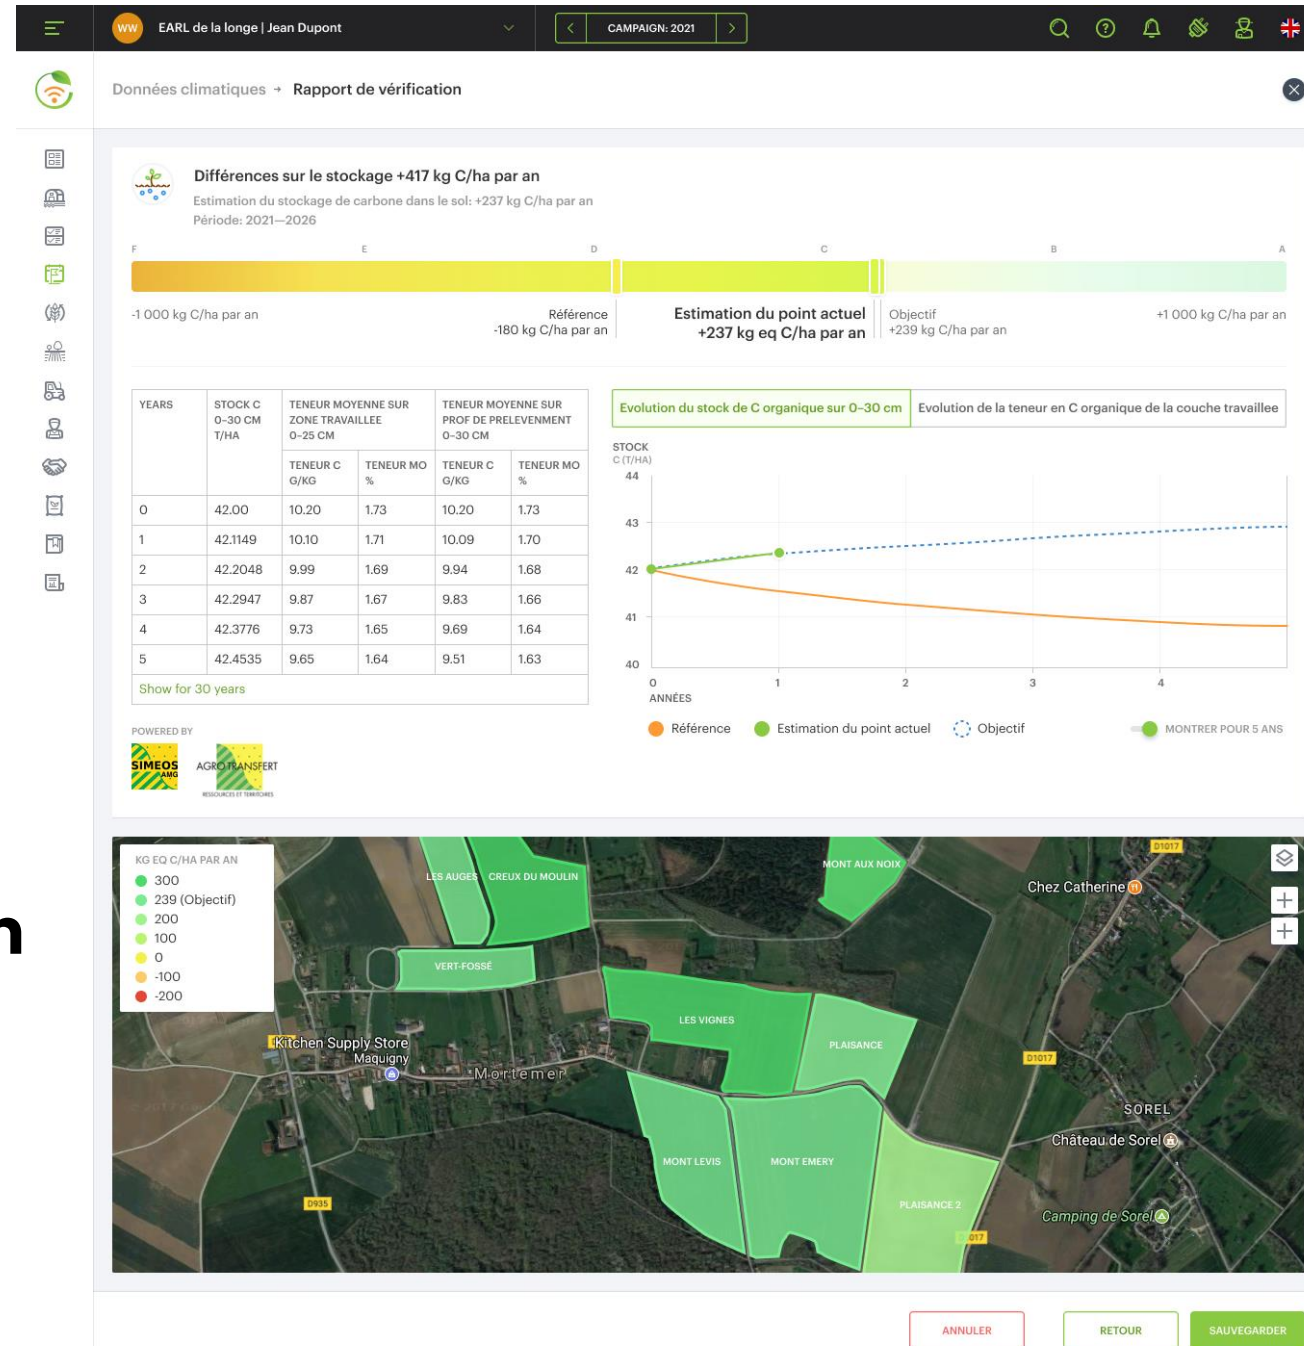 WW EARL de la longe | Jean Dupont CAMPAIGN: 2021
Données climatiques → Rapport de vérification
Différences sur le stockage +417 kg C/ha par an
Estimation du stockage de carbone dans le sol: +237 kg C/ha par an
Période: 2021—2026
F E D C B A
-1 000 kg C/ha par an
Référence
-180 kg C/ha par an
Estimation du point actuel
+237 kg eq C/ha par an
Objectif
+239 kg C/ha par an
+1 000 kg C/ha par an
YEARS
STOCK C
0–30 CM
T/HA
TENEUR MOYENNE SUR
ZONE TRAVAILLEE
0–25 CM
TENEUR MOYENNE SUR
PROF DE PRELEVENMENT
0–30 CM
TENEUR C
G/KG
TENEUR MO
%
TENEUR C
G/KG
TENEUR MO
%
0 42.00 10.20 1.73 10.20 1.73
1 42.1149 10.10 1.71 10.09 1.70
2 42.2048 9.99 1.69 9.94 1.68
3 42.2947 9.87 1.67 9.83 1.66
4 42.3776 9.73 1.65 9.69 1.64
5 42.4535 9.65 1.64 9.51 1.63
Show for 30 years
POWERED BY
SIMEOS
AMG
AGRO TRANSFERT
RESSOURCES ET TERRITOIRES
Evolution du stock de C organique sur 0–30 cm
Evolution de la teneur en C organique de la couche travaillee
STOCK
C (T/HA)
44
43
42
41
40
0 1 2 3 4
ANNÉES
Référence Estimation du point actuel Objectif MONTRER POUR 5 ANS
KG EQ C/HA PAR AN
300
239 (Objectif)
200
100
0
-100
-200
n
LES AUGES
CREUX DU MOULIN
MONT AUX NOIX
D1017
Chez Catherine
VERT-FOSSÉ
LES VIGNES
PLAISANCE
Kitchen Supply Store
Maquigny
Mortemer
D1017
SOREL
Château de Sorel
MONT LEVIS
MONT EMERY
PLAISANCE 2
D935
Camping de Sorel
ANNULER
RETOUR
SAUVEGARDER